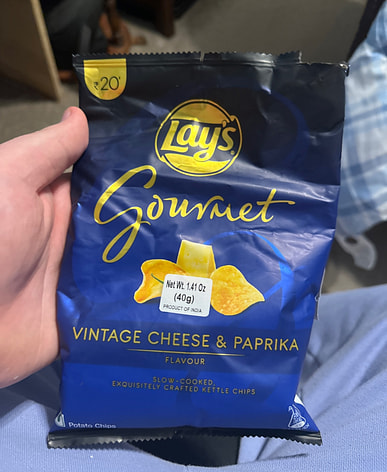 ₹20
Lay's
Gourmet
Net Wt. 1.41 Oz
(40g)
PRODUCT OF INDIA
VINTAGE CHEESE & PAPRIKA
FLAVOUR
SLOW-COOKED
EXQUISITELY CRAFTED KETTLE CHIPS
Potato Chips